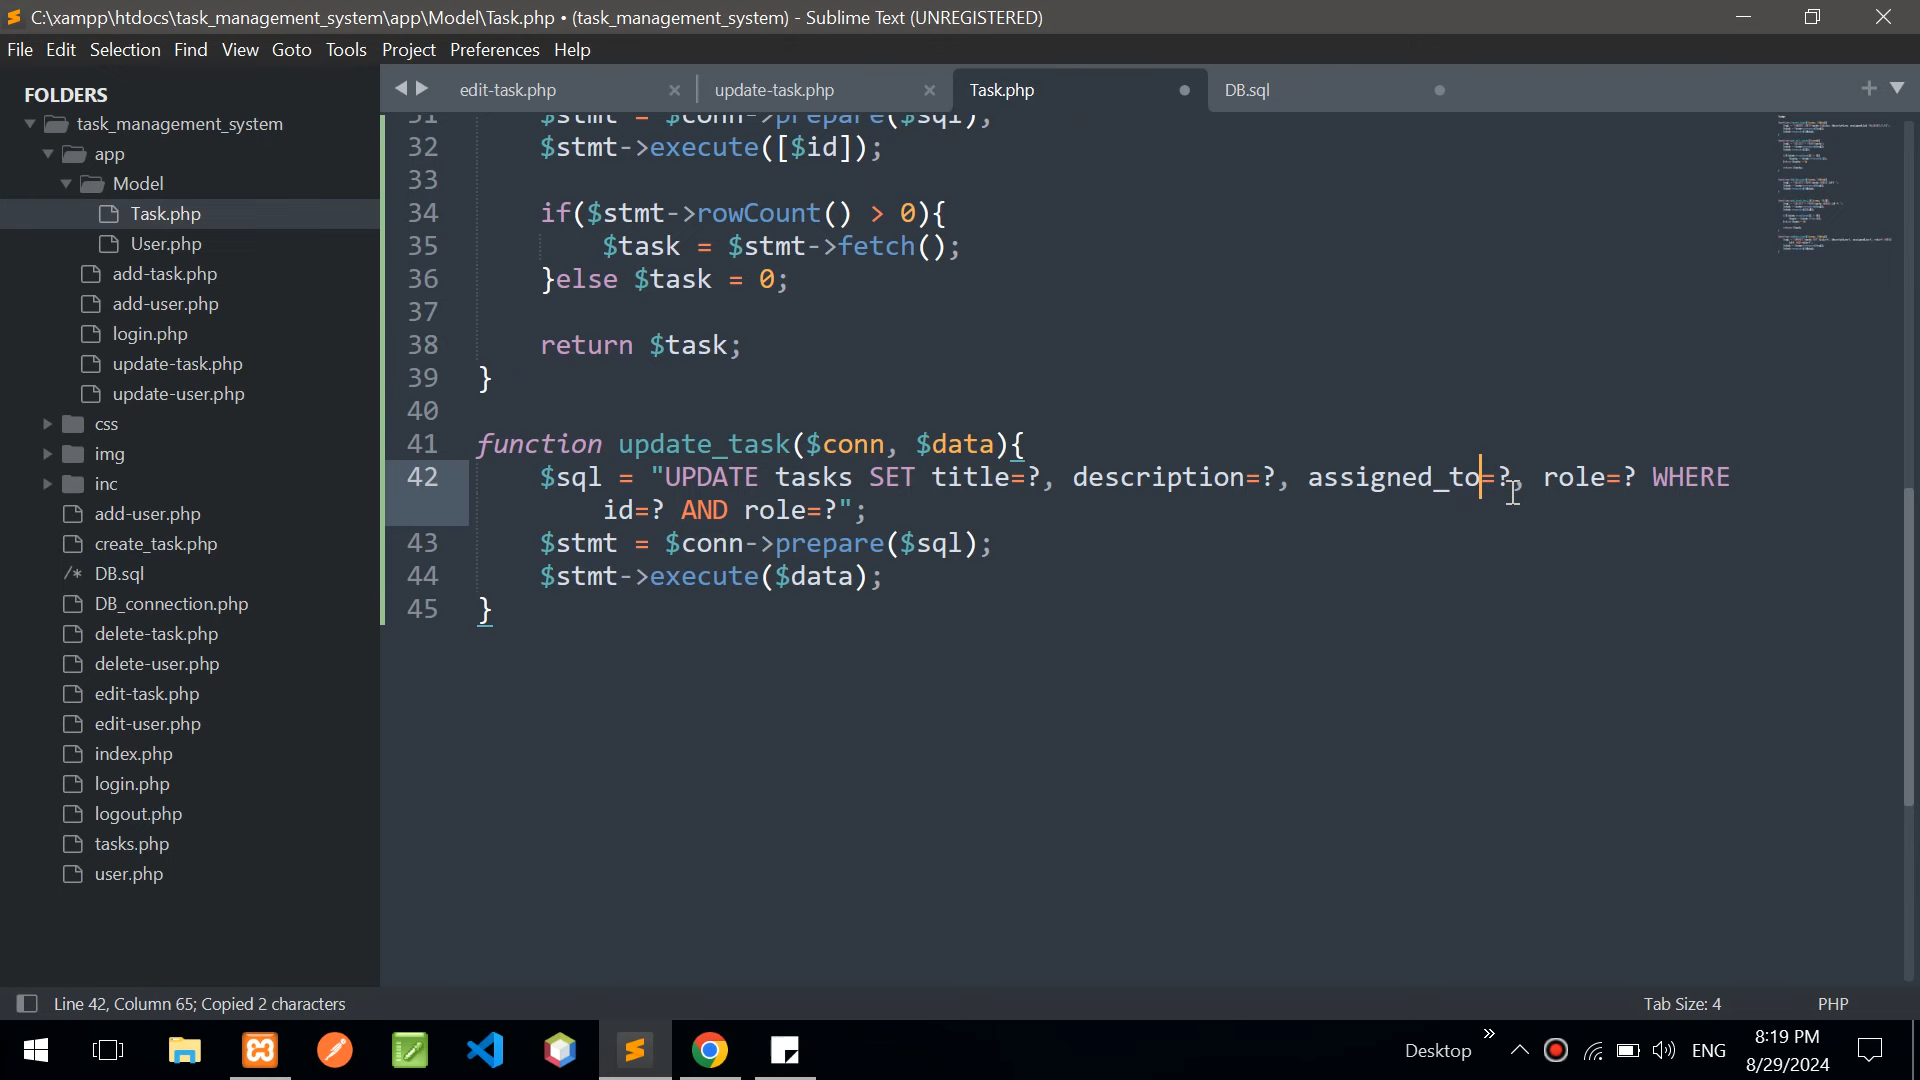 C:\xampp\htdocs\task_management_system\app\Model\Task.php • (task_management_system) - Sublime Text (UNREGISTERED)
File Edit Selection Find View Goto Tools Project Preferences Help
FOLDERS
task_management_system
app
Model
Task.php
User.php
add-task.php
add-user.php
login.php
update-task.php
update-user.php
css
img
inc
add-user.php
create_task.php
/* DB.sql
DB_connection.php
delete-task.php
delete-user.php
edit-task.php
edit-user.php
index.php
login.php
logout.php
tasks.php
user.php
edit-task.php update-task.php Task.php DB.sql
31 $stmt = $conn->prepare($sql);
32 $stmt->execute([$id]);
33
34 if($stmt->rowCount() > 0){
35 $task = $stmt->fetch();
36 }else $task = 0;
37
38 return $task;
39 }
40
41 function update_task($conn, $data){
42 $sql = "UPDATE tasks SET title=?, description=?, assigned_to=?, role=? WHERE
id=? AND role=?";
43 $stmt = $conn->prepare($sql);
44 $stmt->execute($data);
45 }
Line 42, Column 65; Copied 2 characters Tab Size: 4 PHP
Desktop ENG 8:19 PM
8/29/2024